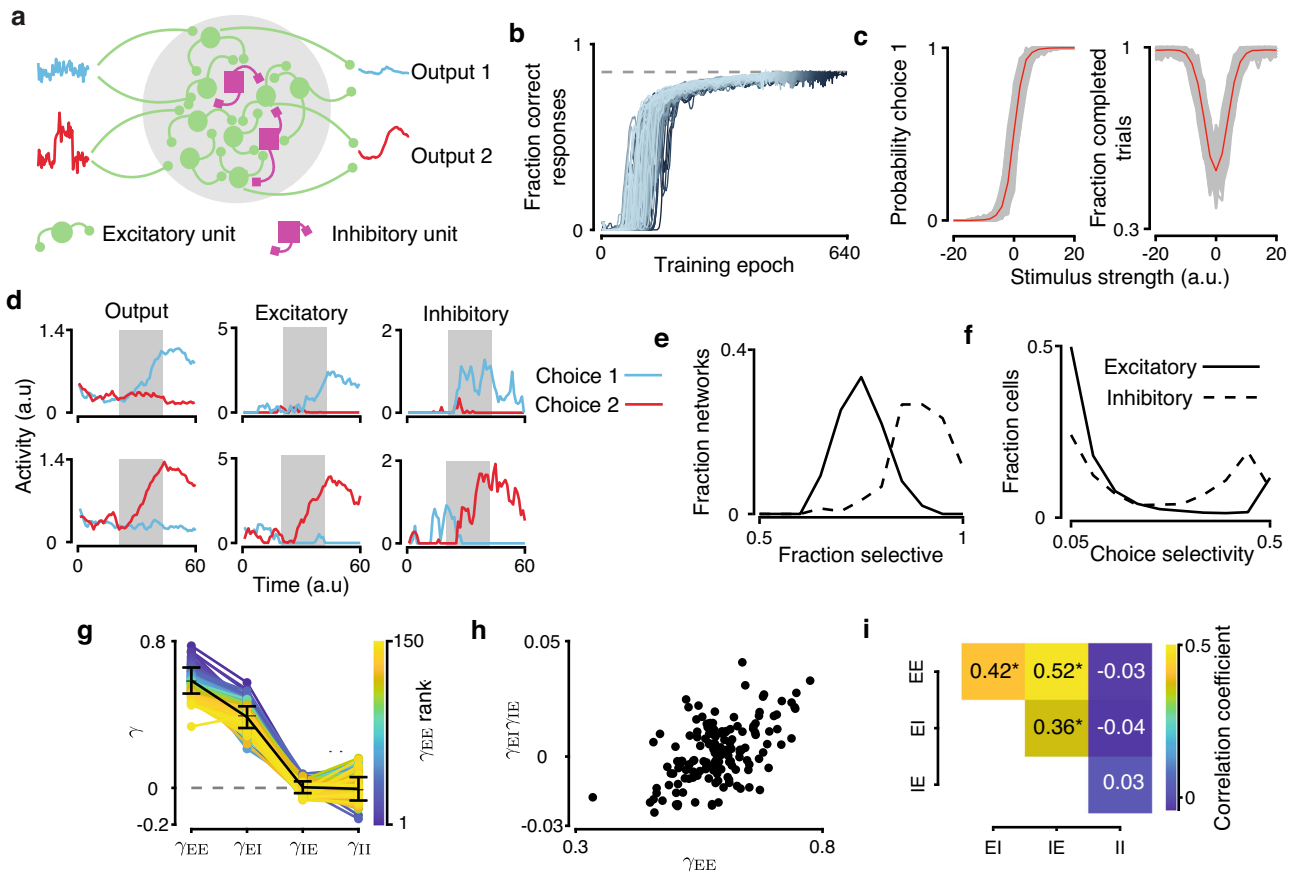 a
Output 1
Output 2
Excitatory unit
Inhibitory unit
b
1
0
Fraction correct
responses
0
640
Training epoch
c
1
0
Probability choice 1
-20
0
20
1
0.3
Fraction completed
trials
-20
0
20
Stimulus strength (a.u.)
d
Output
Excitatory
Inhibitory
1.4
0
5
0
2
0
Choice 1
Choice 2
Activity (a.u)
1.4
0
5
0
2
0
0
60
0
60
0
60
Time (a.u)
e
0.4
0
Fraction networks
0.5
1
Fraction selective
f
0.5
0
Fraction cells
Excitatory
Inhibitory
0.05
0.5
Choice selectivity
g
0.8
0
-0.2
γ
γEE
γEI
γIE
γII
150
1
γEE rank
h
0.05
0
-0.03
γEIγIE
0.3
0.8
γEE
i
EE
EI
IE
0.42*
0.52*
-0.03
0.36*
-0.04
0.03
EI
IE
II
0.5
0
Correlation coefficient